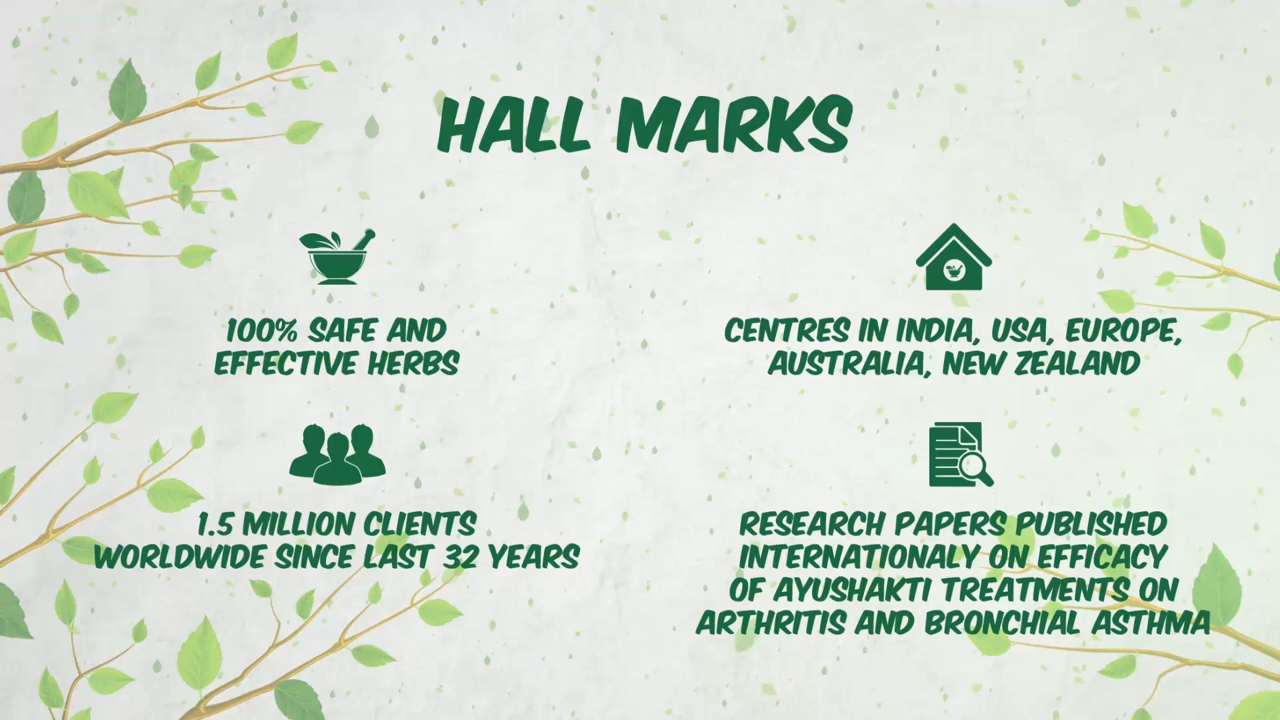 HALL MARKS
100% SAFE AND
EFFECTIVE HERBS
CENTRES IN INDIA, USA, EUROPE,
AUSTRALIA, NEW ZEALAND
1.5 MILLION CLIENTS
WORLDWIDE SINCE LAST 32 YEARS
RESEARCH PAPERS PUBLISHED
INTERNATIONALY ON EFFICACY
OF AYUSHAKTI TREATMENTS ON
ARTHRITIS AND BRONCHIAL ASTHMA